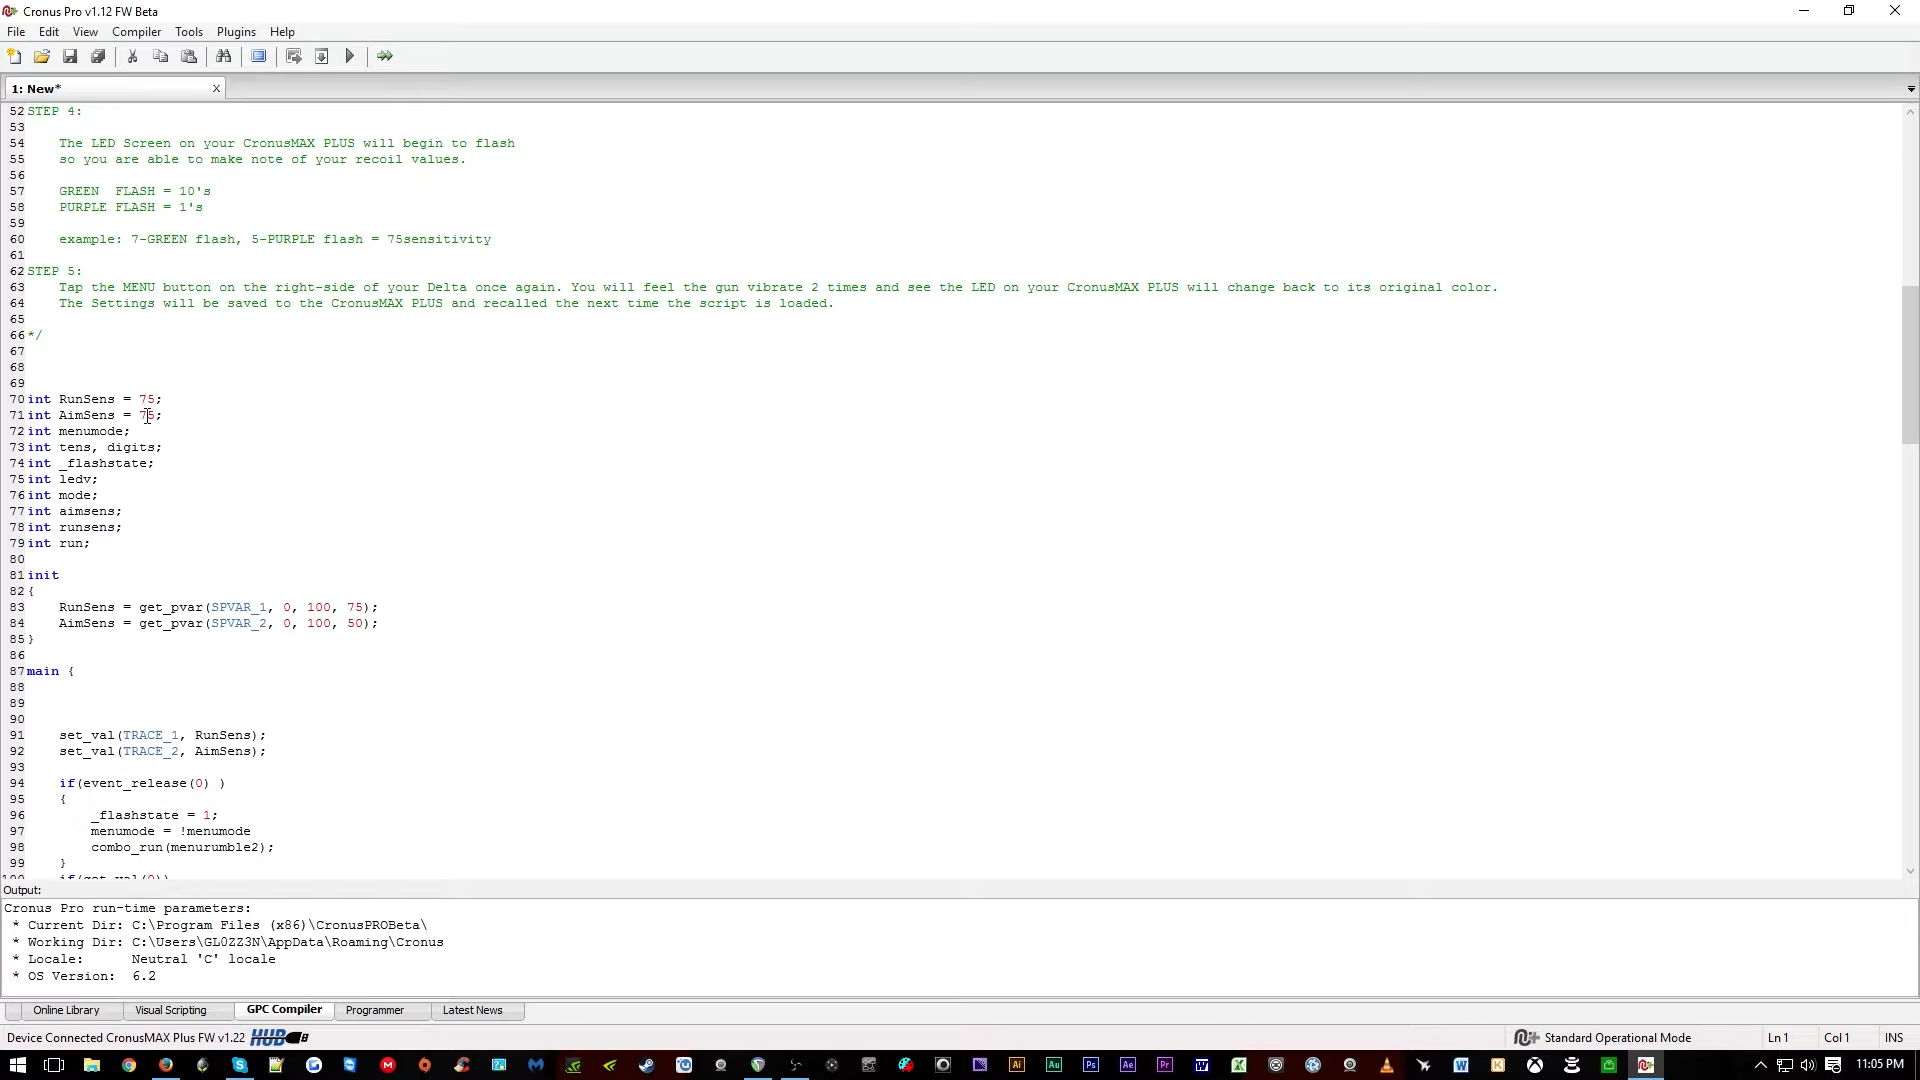 Cronus Pro v1.12 FW Beta
File Edit View Compiler Tools Plugins Help
1: New* x
52 STEP 4:
53
54 The LED Screen on your CronusMAX PLUS will begin to flash
55 so you are able to make note of your recoil values.
56
57 GREEN FLASH = 10's
58 PURPLE FLASH = 1's
59
60 example: 7-GREEN flash, 5-PURPLE flash = 75sensitivity
61
62 STEP 5:
63 Tap the MENU button on the right-side of your Delta once again. You will feel the gun vibrate 2 times and see the LED on your CronusMAX PLUS will change back to its original color.
64 The Settings will be saved to the CronusMAX PLUS and recalled the next time the script is loaded.
65
66 */
67
68
69
70 int RunSens = 75;
71 int AimSens = 75;
72 int menumode;
73 int tens, digits;
74 int _flashstate;
75 int ledv;
76 int mode;
77 int aimsens;
78 int runsens;
79 int run;
80
81 init
82 {
83 RunSens = get_pvar(SPVAR_1, 0, 100, 75);
84 AimSens = get_pvar(SPVAR_2, 0, 100, 50);
85 }
86
87 main {
88
89
90
91 set_val(TRACE_1, RunSens);
92 set_val(TRACE_2, AimSens);
93
94 if(event_release(0) )
95 {
96 _flashstate = 1;
97 menumode = !menumode
98 combo_run(menurumble2);
99 }
100 if(get_val(0))
Output:
Cronus Pro run-time parameters:
* Current Dir: C:\Program Files (x86)\CronusPROBeta\
* Working Dir: C:\Users\GL0ZZ3N\AppData\Roaming\Cronus
* Locale: Neutral 'C' locale
* OS Version: 6.2
Online Library Visual Scripting GPC Compiler Programmer Latest News
Device Connected CronusMAX Plus FW v1.22 HUB Standard Operational Mode Ln 1 Col 1 INS
11:05 PM